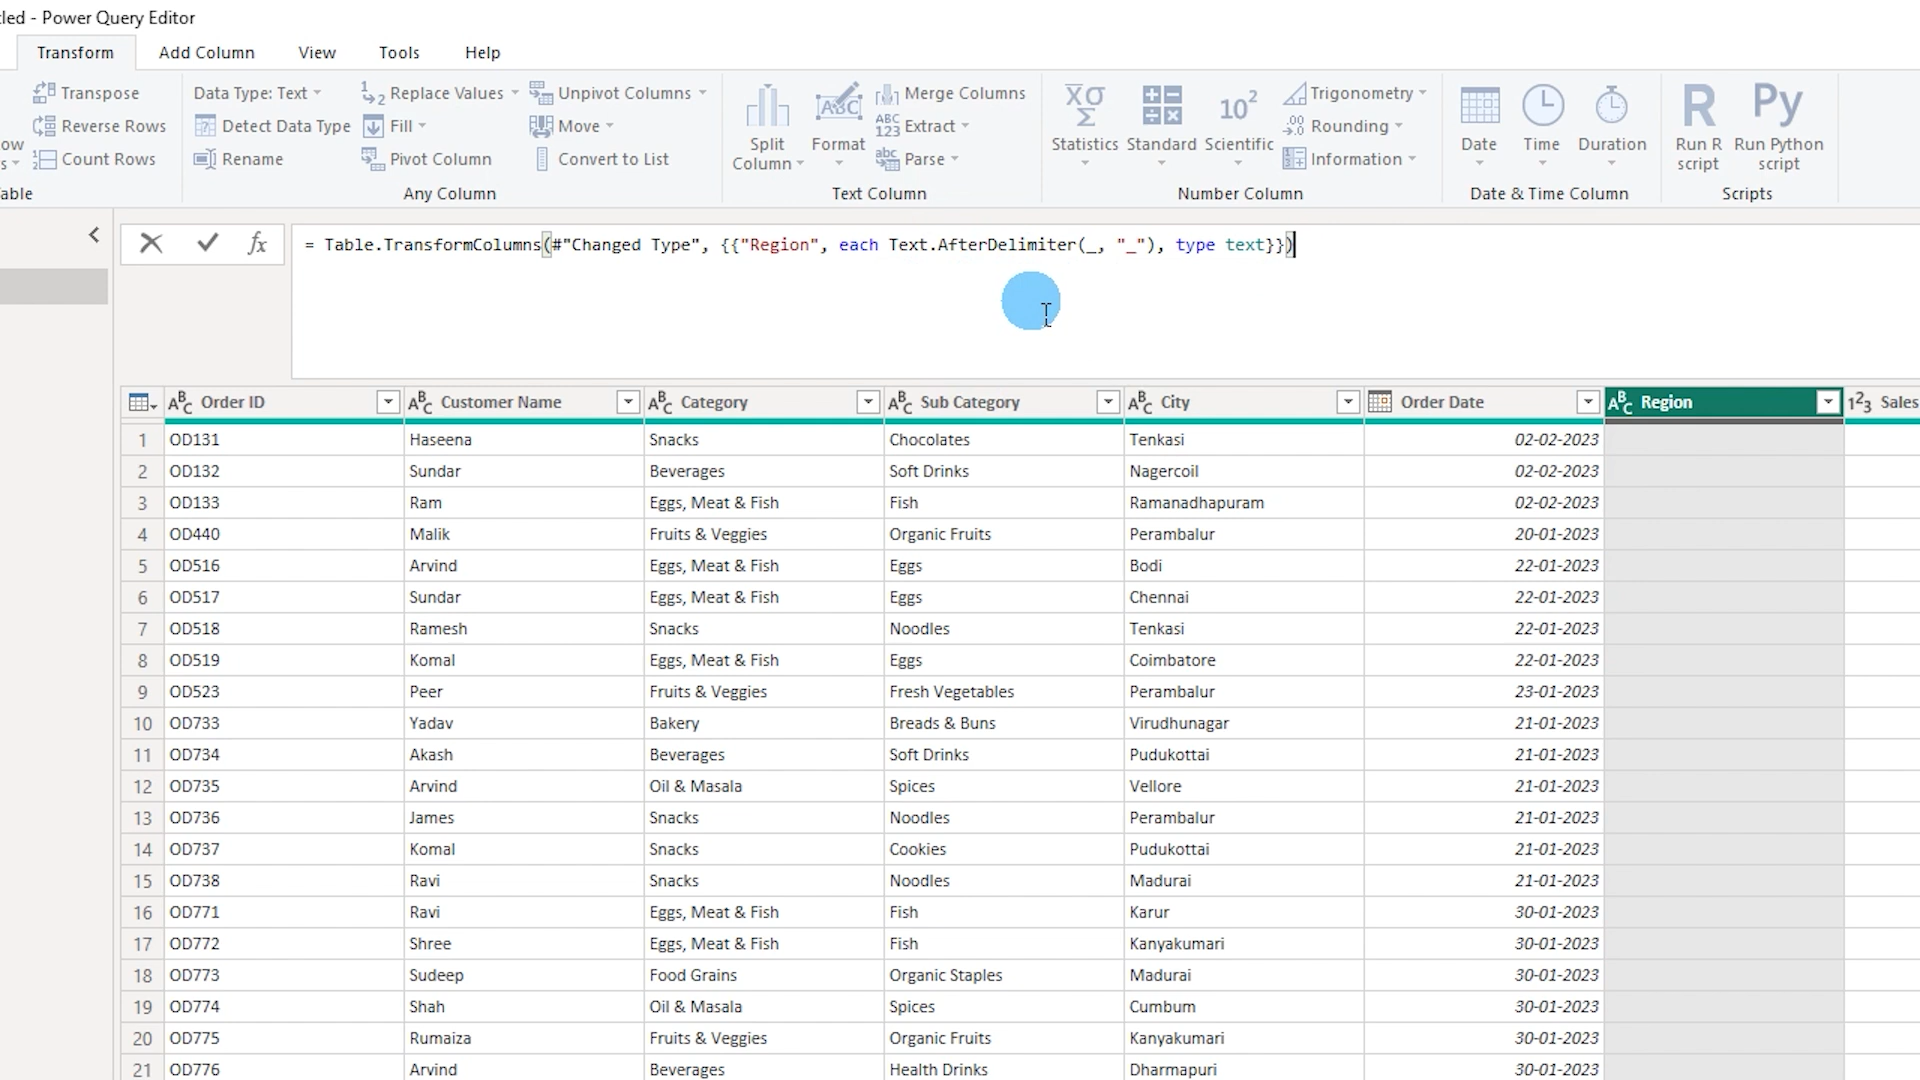 tled - Power Query Editor
Transform Add Column View Tools Help
Transpose Data Type: Text Replace Values Unpivot Columns Merge Columns Trigonometry
Reverse Rows Detect Data Type Fill Move Extract Rounding
Count Rows Rename Pivot Column Convert to List Split Column Format Parse Statistics Standard Scientific Information Date Time Duration Run R script Run Python script
able Any Column Text Column Number Column Date & Time Column Scripts
= Table.TransformColumns(#"Changed Type", {{"Region", each Text.AfterDelimiter(_, "_"), type text}})
Order ID Customer Name Category Sub Category City Order Date Region Sales
1 OD131 Haseena Snacks Chocolates Tenkasi 02-02-2023
2 OD132 Sundar Beverages Soft Drinks Nagercoil 02-02-2023
3 OD133 Ram Eggs, Meat & Fish Fish Ramanadhapuram 02-02-2023
4 OD440 Malik Fruits & Veggies Organic Fruits Perambalur 20-01-2023
5 OD516 Arvind Eggs, Meat & Fish Eggs Bodi 22-01-2023
6 OD517 Sundar Eggs, Meat & Fish Eggs Chennai 22-01-2023
7 OD518 Ramesh Snacks Noodles Tenkasi 22-01-2023
8 OD519 Komal Eggs, Meat & Fish Eggs Coimbatore 22-01-2023
9 OD523 Peer Fruits & Veggies Fresh Vegetables Perambalur 23-01-2023
10 OD733 Yadav Bakery Breads & Buns Virudhunagar 21-01-2023
11 OD734 Akash Beverages Soft Drinks Pudukottai 21-01-2023
12 OD735 Arvind Oil & Masala Spices Vellore 21-01-2023
13 OD736 James Snacks Noodles Perambalur 21-01-2023
14 OD737 Komal Snacks Cookies Pudukottai 21-01-2023
15 OD738 Ravi Snacks Noodles Madurai 21-01-2023
16 OD771 Ravi Eggs, Meat & Fish Fish Karur 30-01-2023
17 OD772 Shree Eggs, Meat & Fish Fish Kanyakumari 30-01-2023
18 OD773 Sudeep Food Grains Organic Staples Madurai 30-01-2023
19 OD774 Shah Oil & Masala Spices Cumbum 30-01-2023
20 OD775 Rumaiza Fruits & Veggies Organic Fruits Kanyakumari 30-01-2023
21 OD776 Arvind Beverages Health Drinks Dharmapuri 30-01-2023